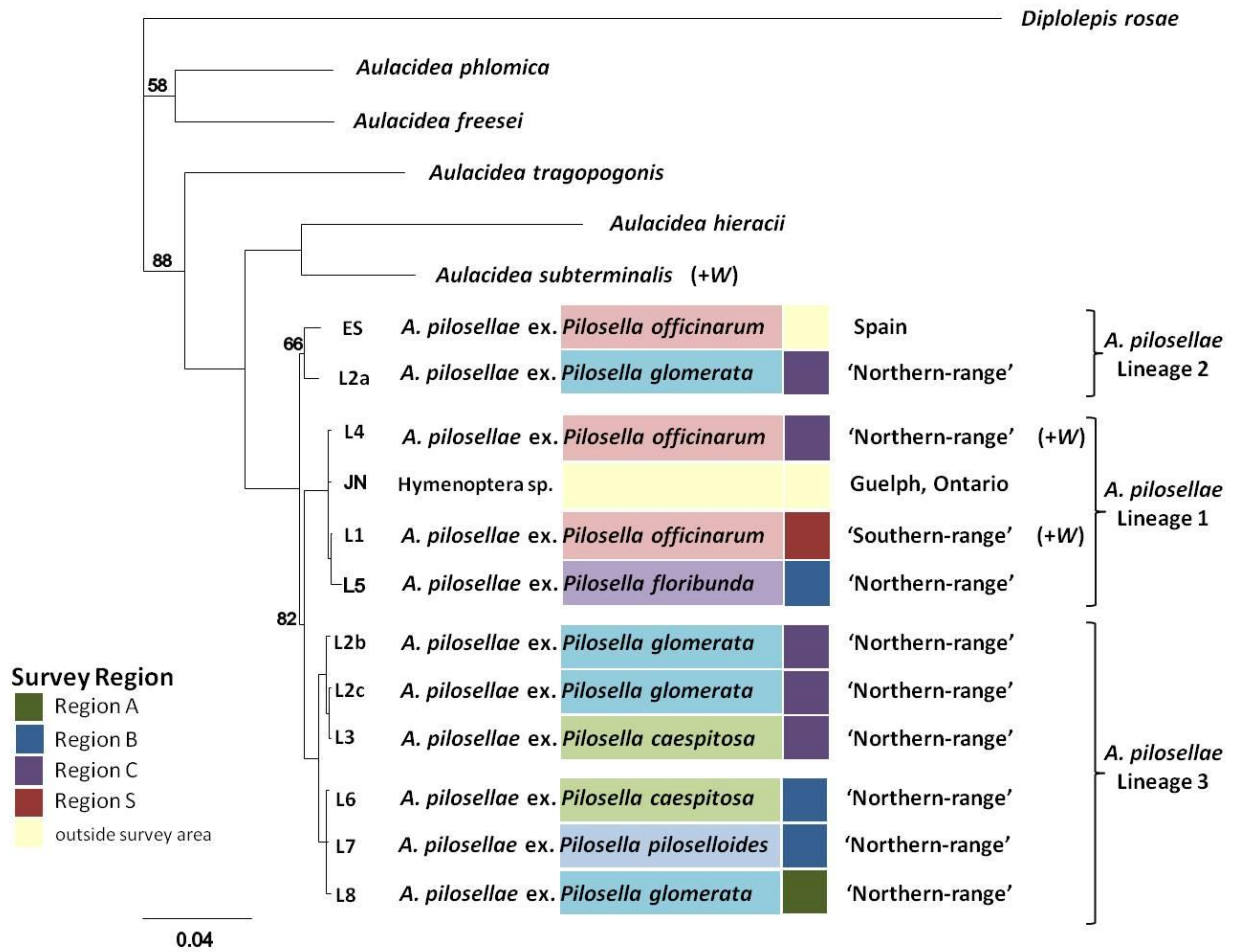 Diplolepis rosae
Aulacidea phlomica
58
Aulacidea freesei
Aulacidea tragopogonis
Aulacidea hieracii
88
Aulacidea subterminalis (+W)
ES A. pilosellae ex. Pilosella officinarum Spain
66
L2a A. pilosellae ex. Pilosella glomerata ‘Northern-range’
A. pilosellae
Lineage 2
L4 A. pilosellae ex. Pilosella officinarum ‘Northern-range’ (+W)
JN Hymenoptera sp. Guelph, Ontario
L1 A. pilosellae ex. Pilosella officinarum ‘Southern-range’ (+W)
L5 A. pilosellae ex. Pilosella floribunda ‘Northern-range’
A. pilosellae
Lineage 1
82
L2b A. pilosellae ex. Pilosella glomerata ‘Northern-range’
L2c A. pilosellae ex. Pilosella glomerata ‘Northern-range’
L3 A. pilosellae ex. Pilosella caespitosa ‘Northern-range’
L6 A. pilosellae ex. Pilosella caespitosa ‘Northern-range’
L7 A. pilosellae ex. Pilosella piloselloides ‘Northern-range’
L8 A. pilosellae ex. Pilosella glomerata ‘Northern-range’
A. pilosellae
Lineage 3
Survey Region
Region A
Region B
Region C
Region S
outside survey area
0.04